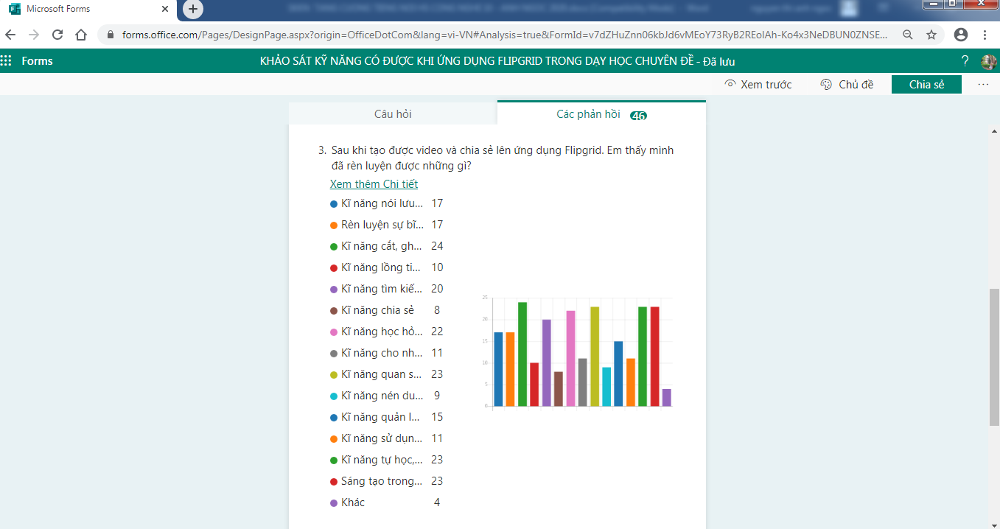 Microsoft Forms
forms.office.com/Pages/DesignPage.aspx?origin=OfficeDotCom&lang=vi-VN#Analysis=true&FormId=v7dZHuZnn06kbJd6vMEoY73RyB2REolAh-Ko4x3NeDBUN0ZNSE...
Forms
KHẢO SÁT KỸ NĂNG CÓ ĐƯỢC KHI ỨNG DỤNG FLIPGRID TRONG DẠY HỌC CHUYÊN ĐỀ - Đã lưu
?
Xem trước
Chủ đề
Chia sẻ
...
Câu hỏi
Các phản hồi 46
3. Sau khi tạo được video và chia sẻ lên ứng dụng Flipgrid. Em thấy mình
đã rèn luyện được những gì?
Xem thêm Chi tiết
Kĩ năng nói lưu... 17
Rèn luyện sự bĩ... 17
Kĩ năng cắt, gh... 24
Kĩ năng lồng ti... 10
Kĩ năng tìm kiế... 20
Kĩ năng chia sẻ 8
Kĩ năng học hỏ... 22
Kĩ năng cho nh... 11
Kĩ năng quan s... 23
Kĩ năng nén du... 9
Kĩ năng quản l... 15
Kĩ năng sử dụn... 11
Kĩ năng tự học,... 23
Sáng tạo trong... 23
Khác 4
25
20
15
10
5
0